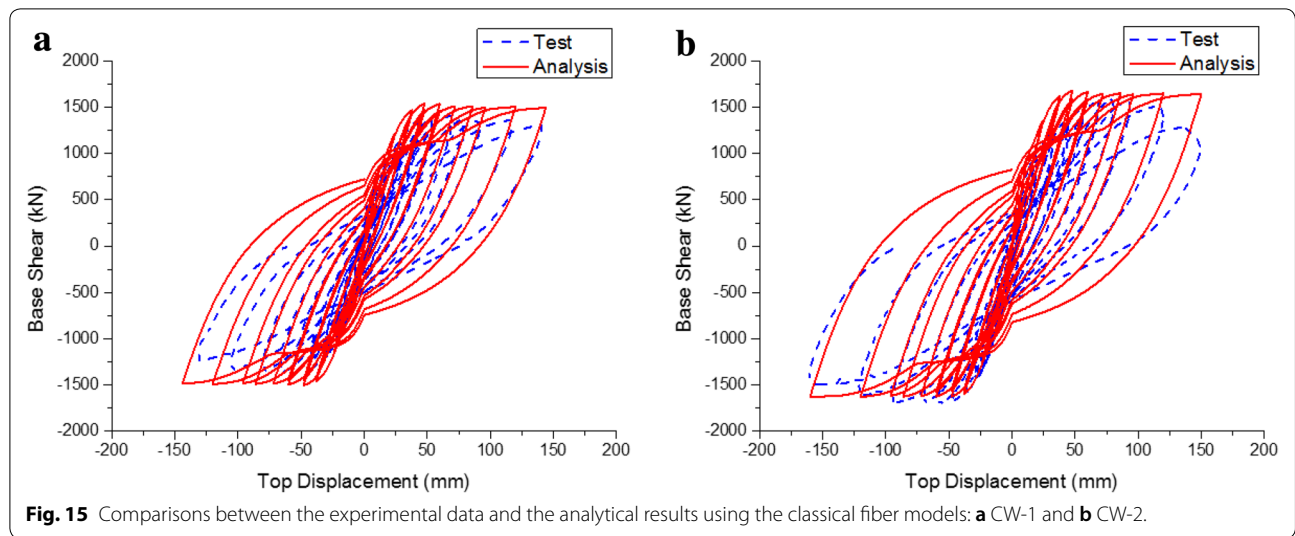 a
Test
Analysis
2000
1500
1000
500
0
-500
-1000
-1500
-2000
Base Shear (kN)
-200 -150 -100 -50 0 50 100 150 200
Top Displacement (mm)
b
Test
Analysis
2000
1500
1000
500
0
-500
-1000
-1500
-2000
Base Shear (kN)
-200 -150 -100 -50 0 50 100 150 200
Top Displacement (mm)
Fig. 15 Comparisons between the experimental data and the analytical results using the classical fiber models: a CW-1 and b CW-2.